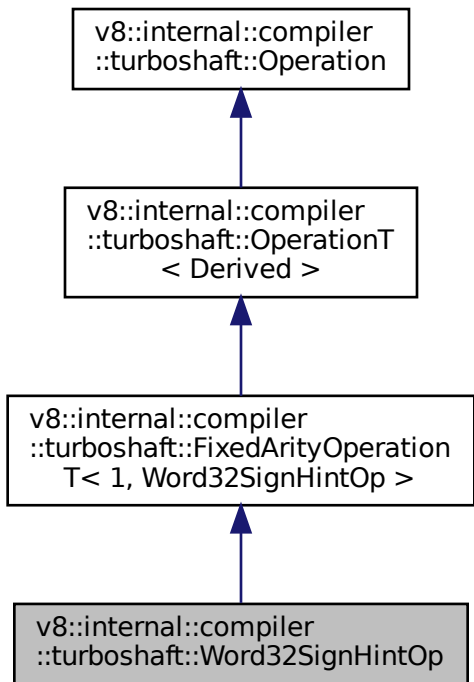 v8::internal::compiler
::turboshaft::Operation
v8::internal::compiler
::turboshaft::OperationT
< Derived >
v8::internal::compiler
::turboshaft::FixedArityOperation
T< 1, Word32SignHintOp >
v8::internal::compiler
::turboshaft::Word32SignHintOp